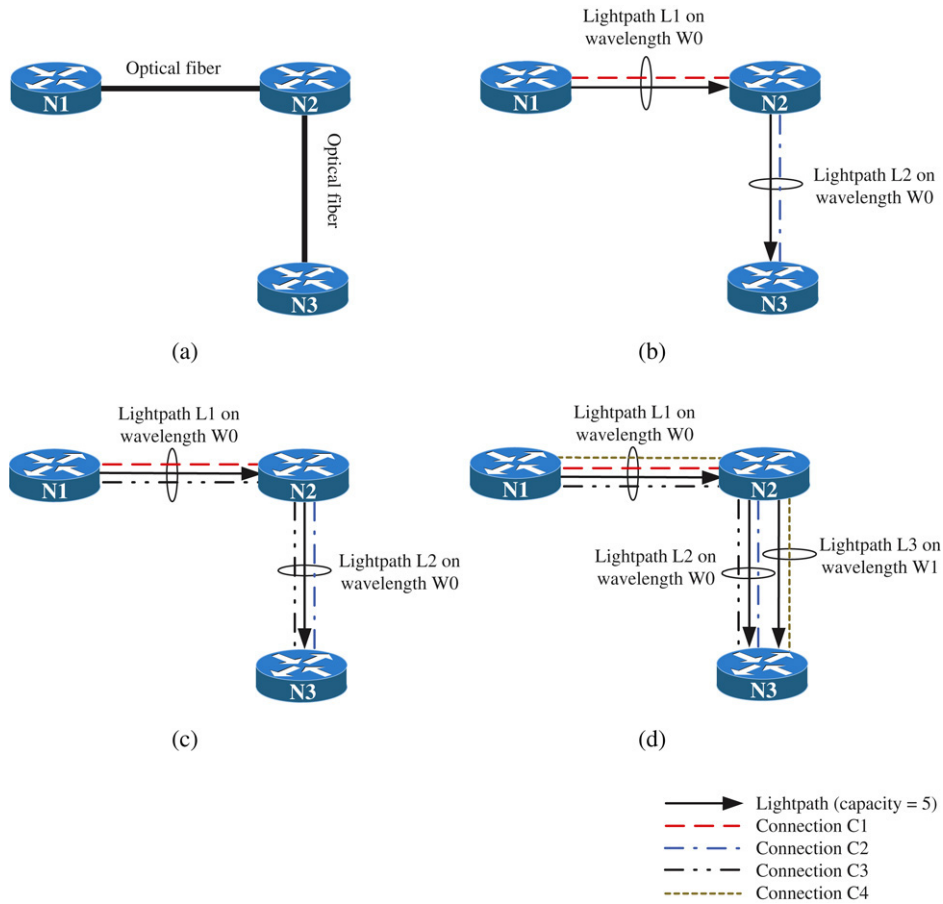 Optical fiber
N1
N2
Optical fiber
N3
(a)
Lightpath L1 on
wavelength W0
N1
N2
Lightpath L2 on
wavelength W0
N3
(b)
Lightpath L1 on
wavelength W0
N1
N2
Lightpath L2 on
wavelength W0
N3
(c)
Lightpath L1 on
wavelength W0
N1
N2
Lightpath L2 on
wavelength W0
Lightpath L3 on
wavelength W1
N3
(d)
Lightpath (capacity = 5)
Connection C1
Connection C2
Connection C3
Connection C4